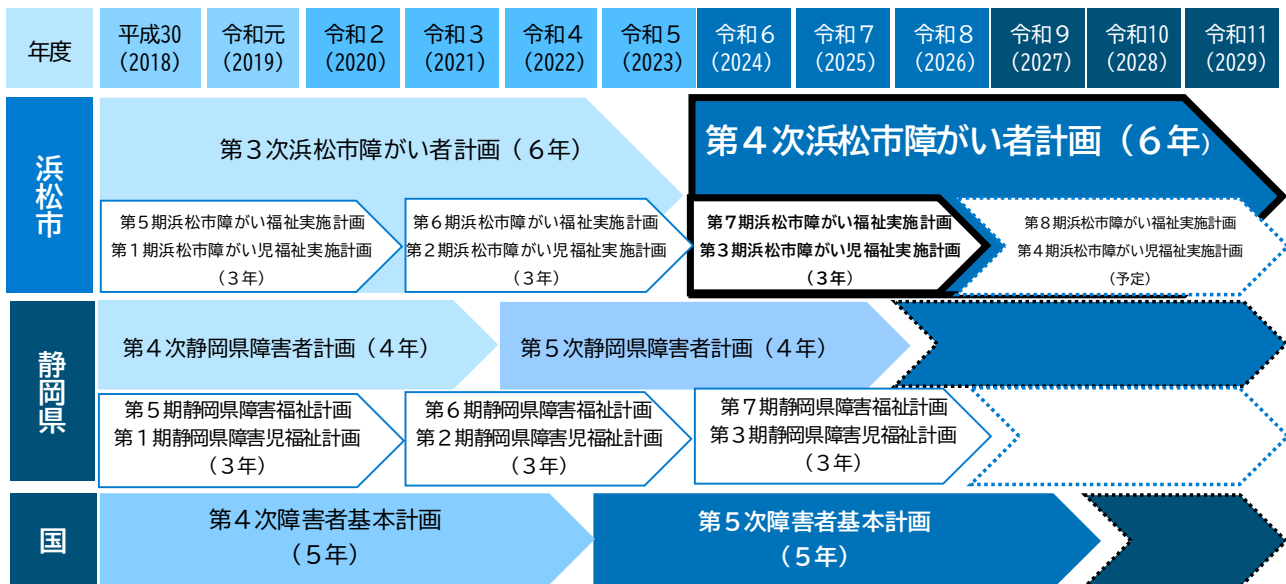 年度
平成30
(2018)
令和元
(2019)
令和２
(2020)
令和３
(2021)
令和４
(2022)
令和５
(2023)
令和６
(2024)
令和７
(2025)
令和８
(2026)
令和９
(2027)
令和10
(2028)
令和11
(2029)
浜松市
第３次浜松市障がい者計画（６年）
第４次浜松市障がい者計画（６年）
第５期浜松市障がい福祉実施計画
第１期浜松市障がい児福祉実施計画
（３年）
第６期浜松市障がい福祉実施計画
第２期浜松市障がい児福祉実施計画
（３年）
第７期浜松市障がい福祉実施計画
第３期浜松市障がい児福祉実施計画
（３年）
第８期浜松市障がい福祉実施計画
第４期浜松市障がい児福祉実施計画
（予定）
静岡県
第４次静岡県障害者計画（４年）
第５次静岡県障害者計画（４年）
第５期静岡県障害福祉計画
第１期静岡県障害児福祉計画
（３年）
第６期静岡県障害福祉計画
第２期静岡県障害児福祉計画
（３年）
第７期静岡県障害福祉計画
第３期静岡県障害児福祉計画
（３年）
国
第４次障害者基本計画
（５年）
第５次障害者基本計画
（５年）